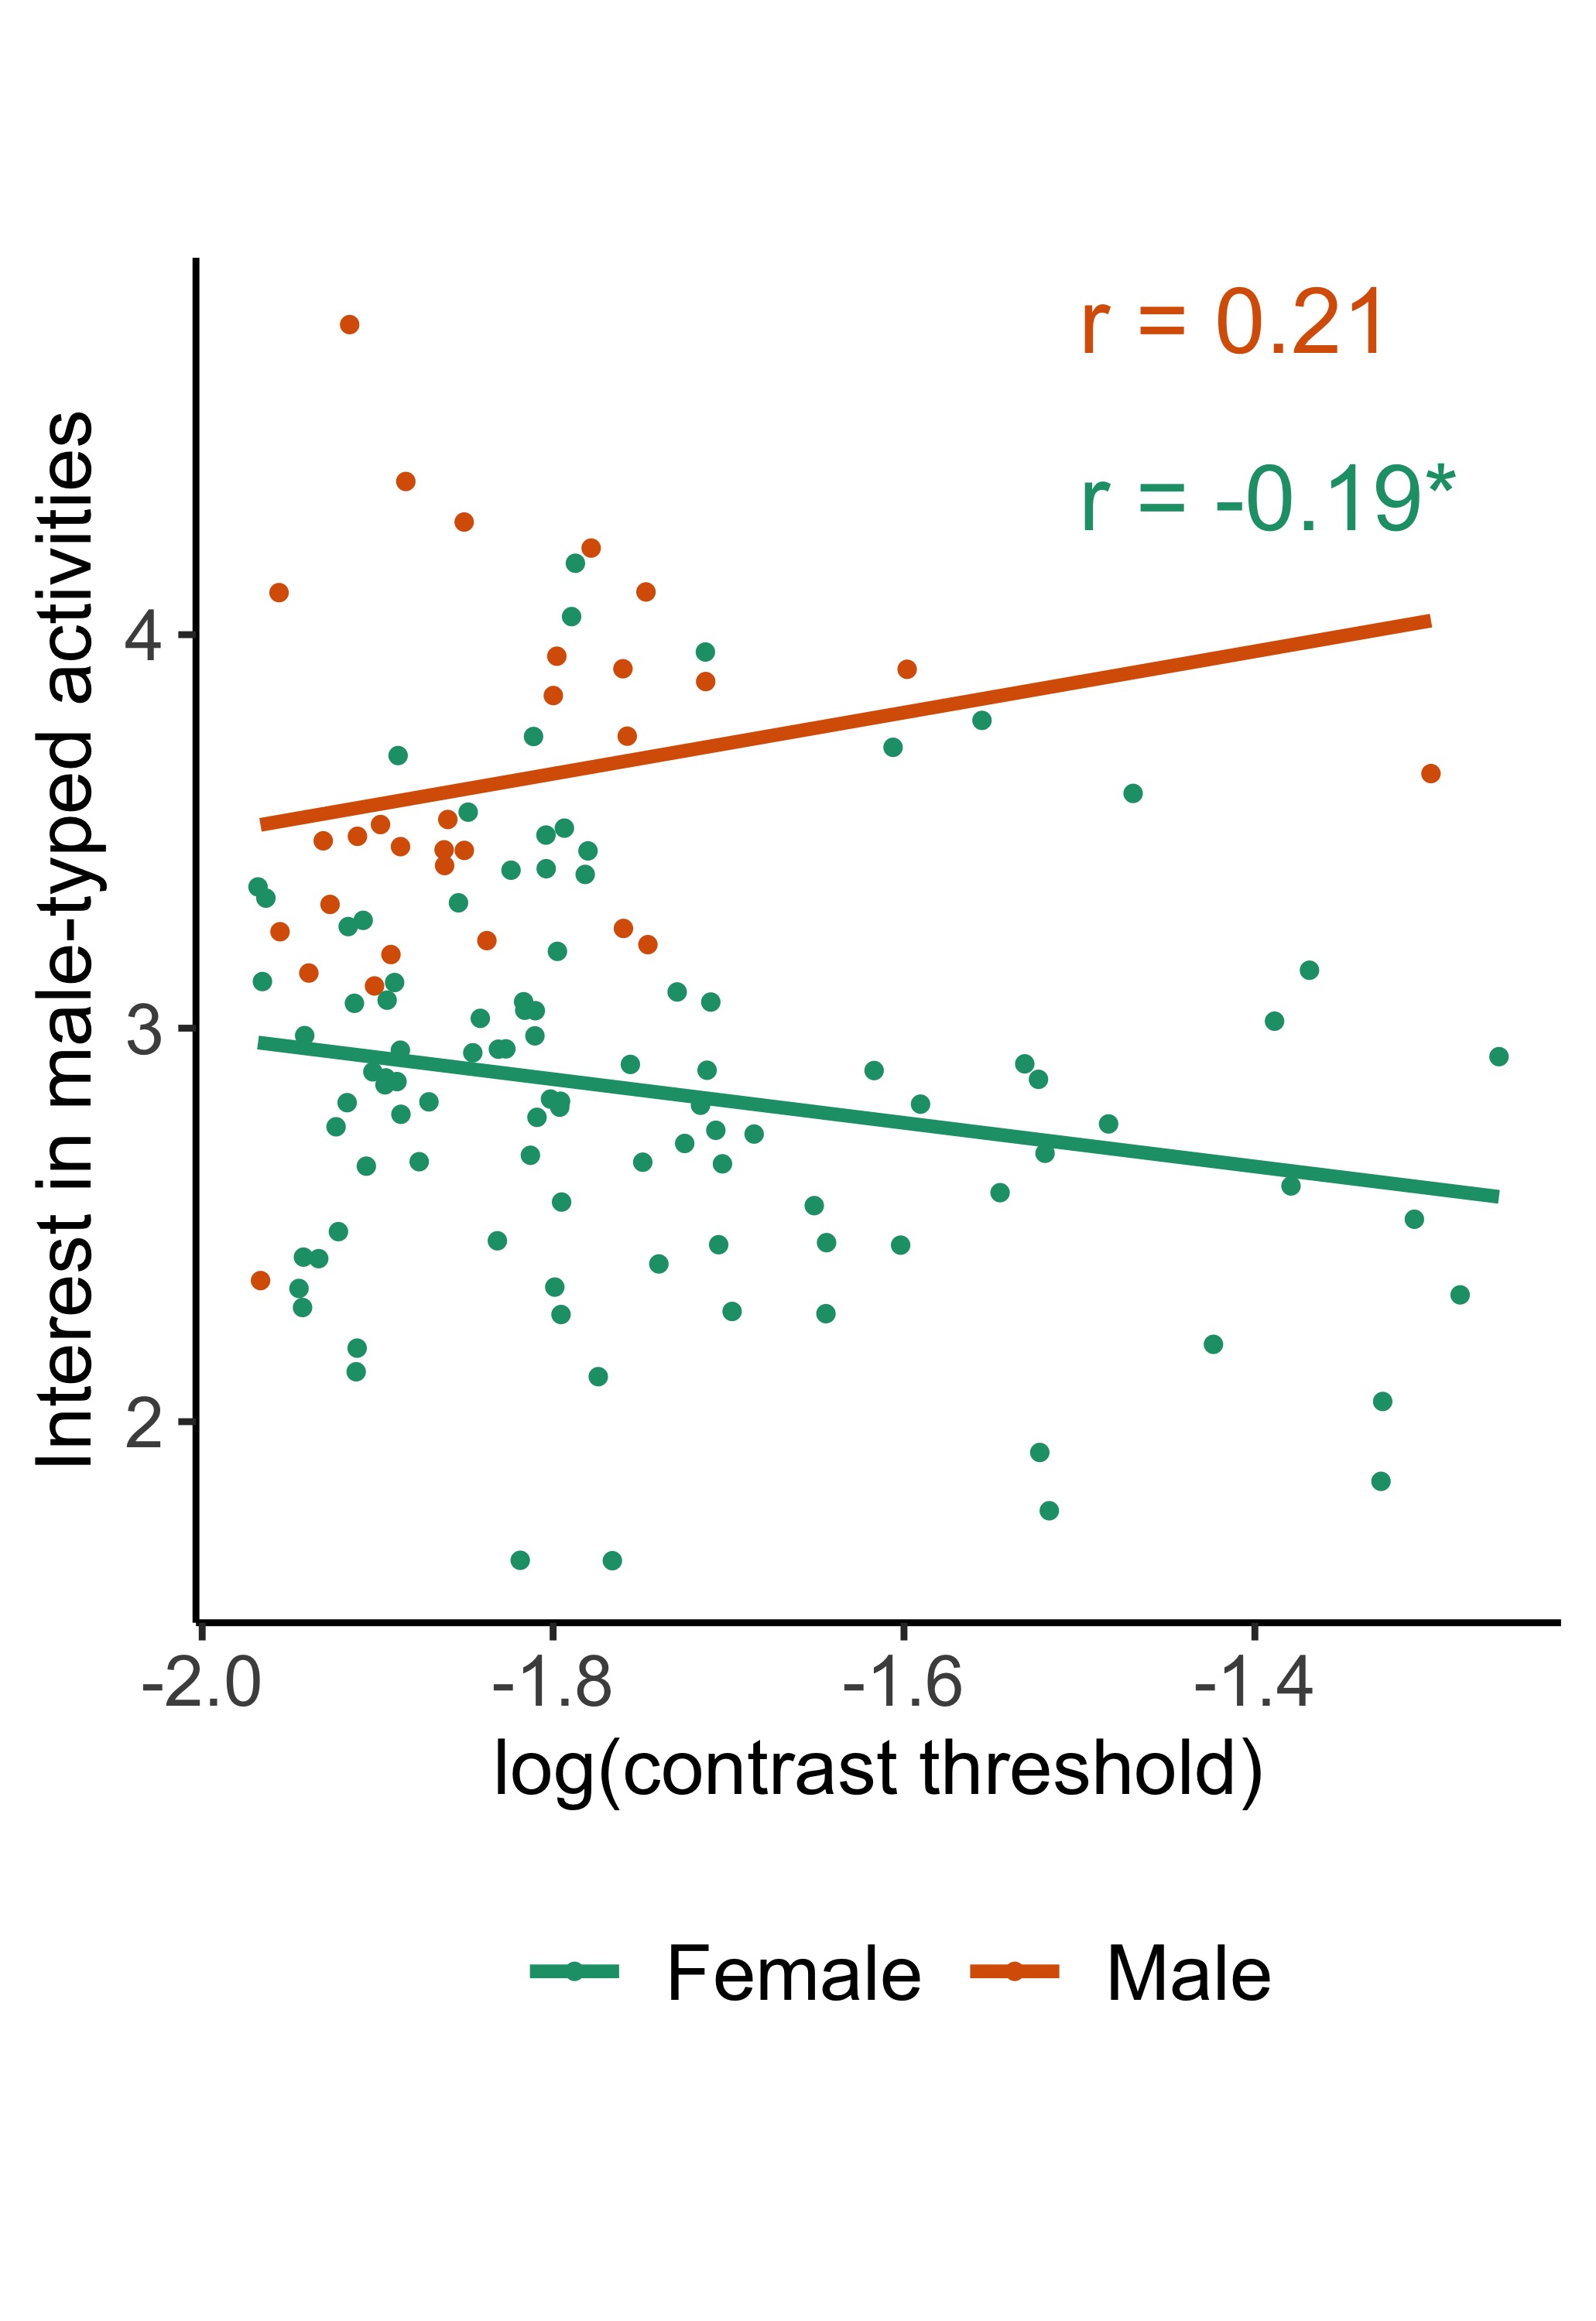 r = 0.21
r = -0.19*
Interest in male-typed activities
4
3
2
-2.0 -1.8 -1.6 -1.4
log(contrast threshold)
Female Male